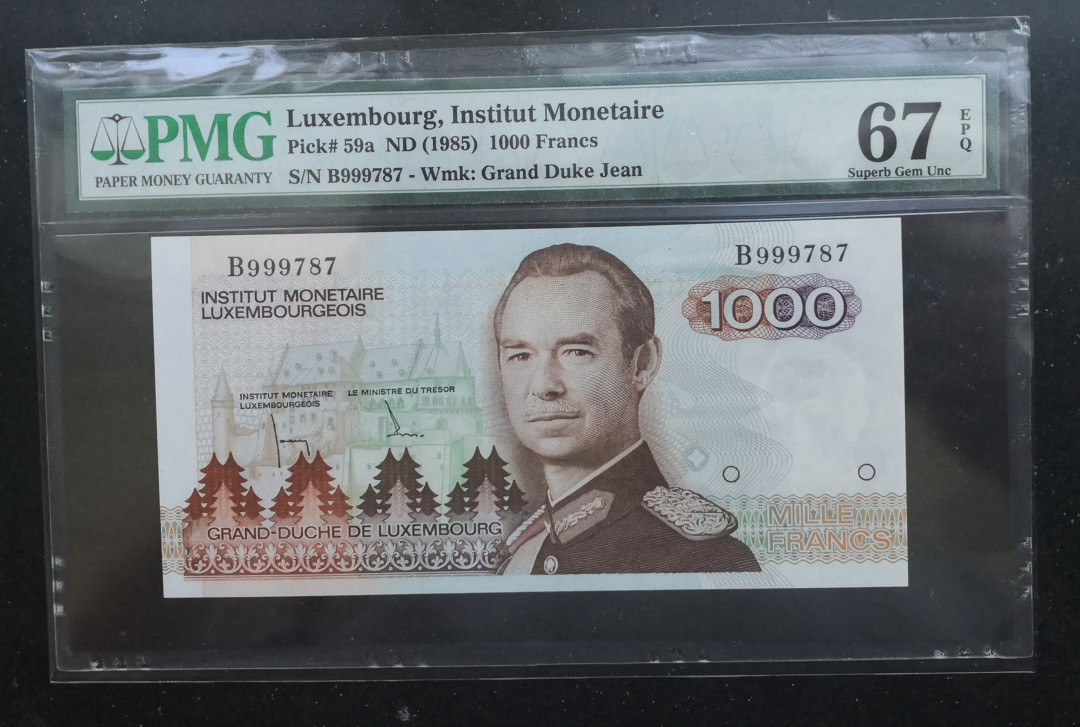 PMG
PAPER MONEY GUARANTY
Luxembourg, Institut Monetaire
Pick# 59a ND (1985) 1000 Francs
S/N B999787 - Wmk: Grand Duke Jean
67
EPQ
Superb Gem Unc
B999787
B999787
INSTITUT MONETAIRE
LUXEMBOURGEOIS
1000
INSTITUT MONETAIRE
LUXEMBOURGEOIS
LE MINISTRE DU TRESOR
GRAND-DUCHE DE LUXEMBOURG
MILLE
FRANCS